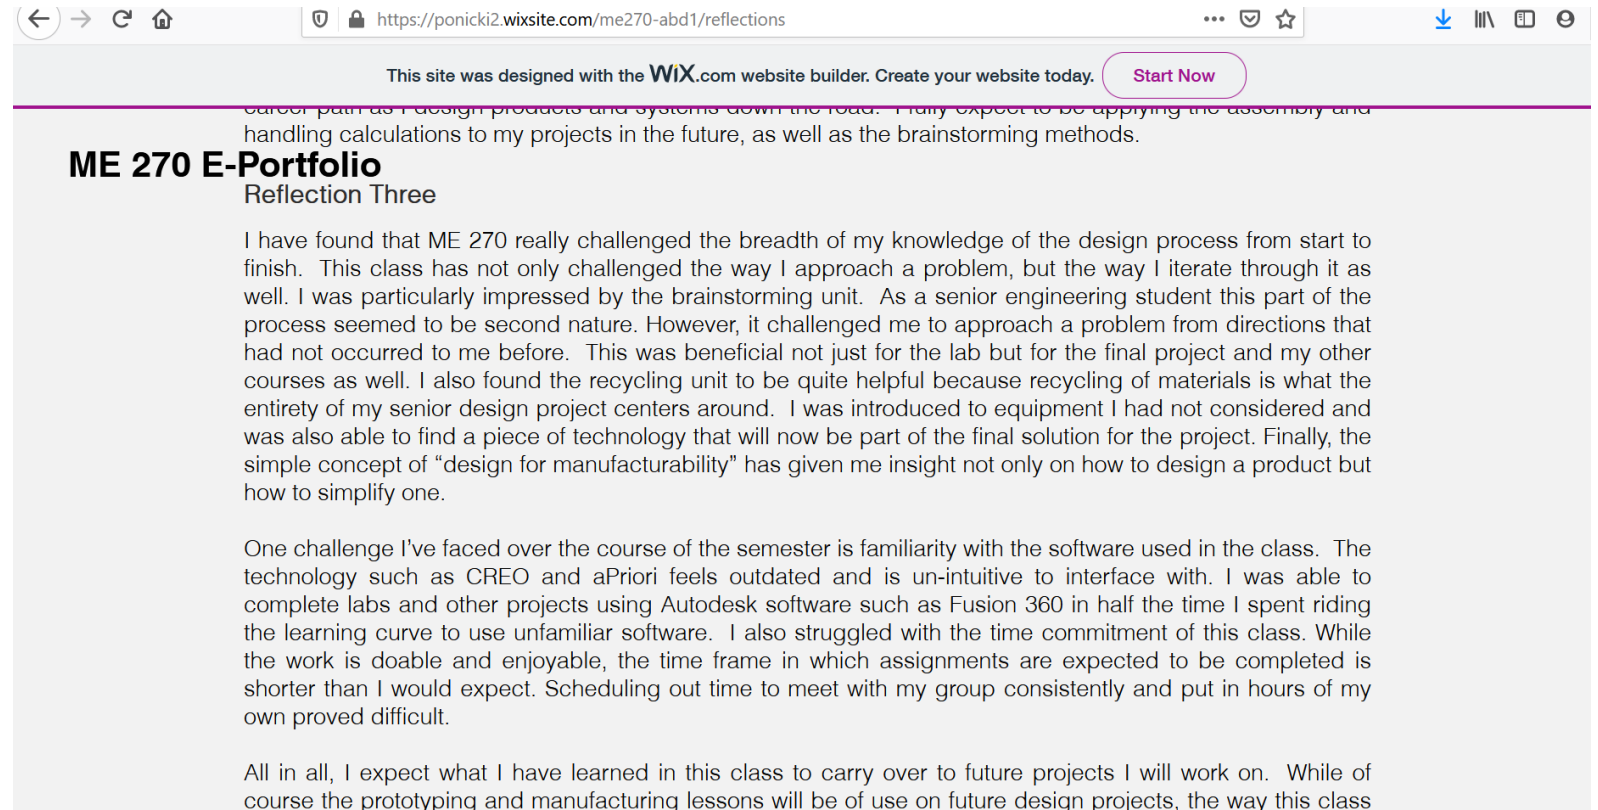 https://ponicki2.wixsite.com/me270-abd1/reflections
This site was designed with the WiX.com website builder. Create your website today.
Start Now
career path as I design products and systems down the road.  I fully expect to be applying the assembly and
handling calculations to my projects in the future, as well as the brainstorming methods.
ME 270 E-Portfolio
Reflection Three
I have found that ME 270 really challenged the breadth of my knowledge of the design process from start to
finish.  This class has not only challenged the way I approach a problem, but the way I iterate through it as
well. I was particularly impressed by the brainstorming unit.  As a senior engineering student this part of the
process seemed to be second nature. However, it challenged me to approach a problem from directions that
had not occurred to me before.  This was beneficial not just for the lab but for the final project and my other
courses as well. I also found the recycling unit to be quite helpful because recycling of materials is what the
entirety of my senior design project centers around.  I was introduced to equipment I had not considered and
was also able to find a piece of technology that will now be part of the final solution for the project. Finally, the
simple concept of “design for manufacturability” has given me insight not only on how to design a product but
how to simplify one.
One challenge I’ve faced over the course of the semester is familiarity with the software used in the class.  The
technology such as CREO and aPriori feels outdated and is un-intuitive to interface with. I was able to
complete labs and other projects using Autodesk software such as Fusion 360 in half the time I spent riding
the learning curve to use unfamiliar software.  I also struggled with the time commitment of this class. While
the work is doable and enjoyable, the time frame in which assignments are expected to be completed is
shorter than I would expect. Scheduling out time to meet with my group consistently and put in hours of my
own proved difficult.
All in all, I expect what I have learned in this class to carry over to future projects I will work on.  While of
course the prototyping and manufacturing lessons will be of use on future design projects, the way this class